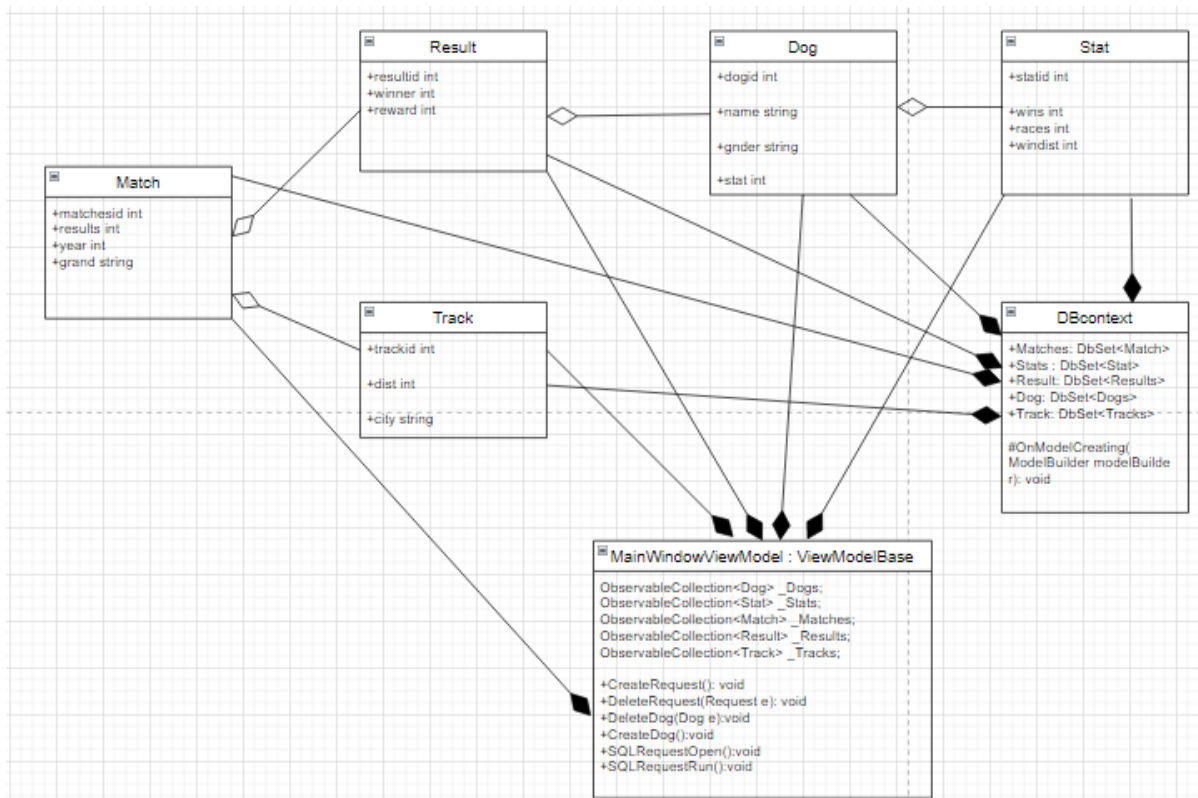 Result
+resultid int
+winner int
+reward int
Dog
+dogid int
+name string
+gnder string
+stat int
Stat
+statid int
+wins int
+races int
+windist int
Match
+matchesid int
+results int
+year int
+grand string
Track
+trackid int
+dist int
+city string
DBcontext
+Matches: DbSet<Match>
+Stats : DbSet<Stat>
+Result: DbSet<Results>
+Dog: DbSet<Dogs>
+Track: DbSet<Tracks>
#OnModelCreating(
ModelBuilder modelBuilde
r): void
MainWindowViewModel : ViewModelBase
ObservableCollection<Dog> _Dogs;
ObservableCollection<Stat> _Stats;
ObservableCollection<Match> _Matches;
ObservableCollection<Result> _Results;
ObservableCollection<Track> _Tracks;
+CreateRequest(): void
+DeleteRequest(Request e): void
+DeleteDog(Dog e):void
+CreateDog():void
+SQLRequestOpen():void
+SQLRequestRun():void